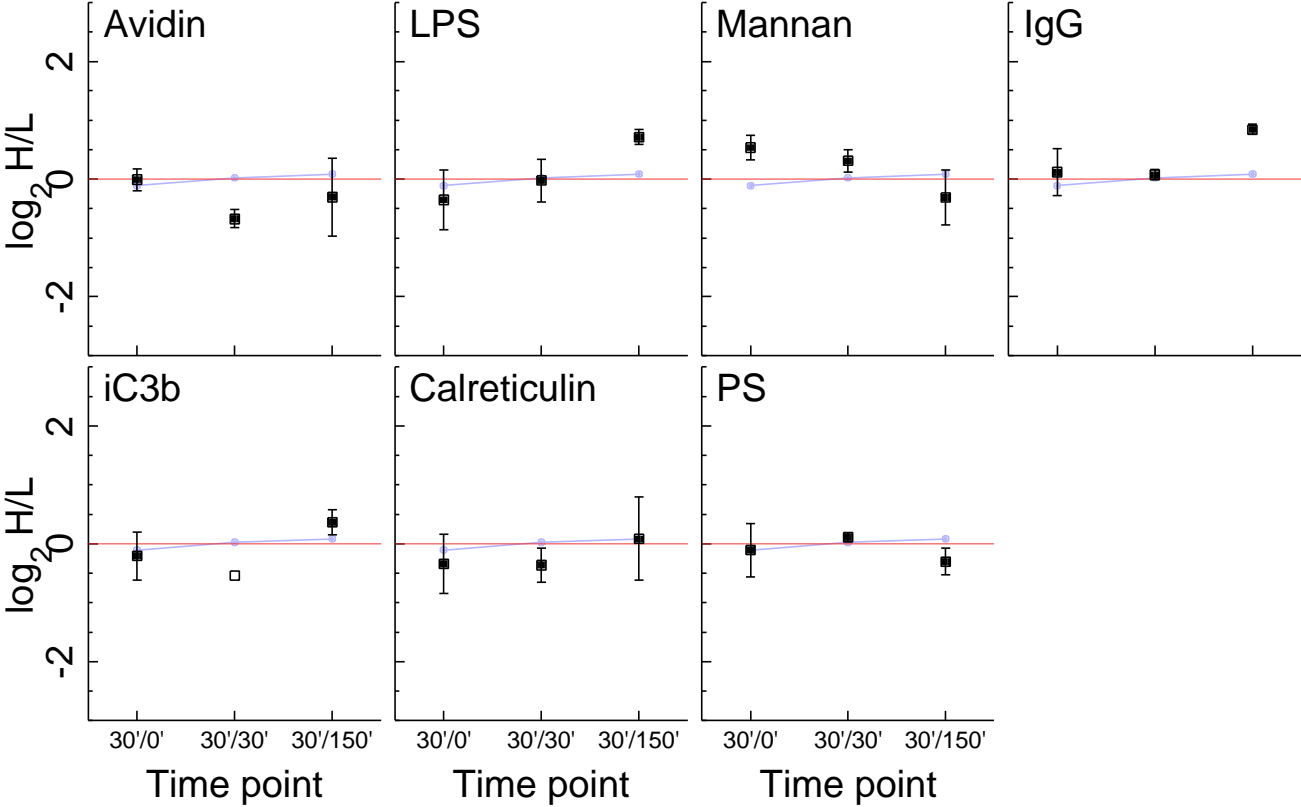 Avidin
LPS
Mannan
IgG
log2 H/L
2
0
-2
iC3b
Calreticulin
PS
log2 H/L
2
0
-2
30'/0'
30'/30'
30'/150'
30'/0'
30'/30'
30'/150'
30'/0'
30'/30'
30'/150'
Time point
Time point
Time point